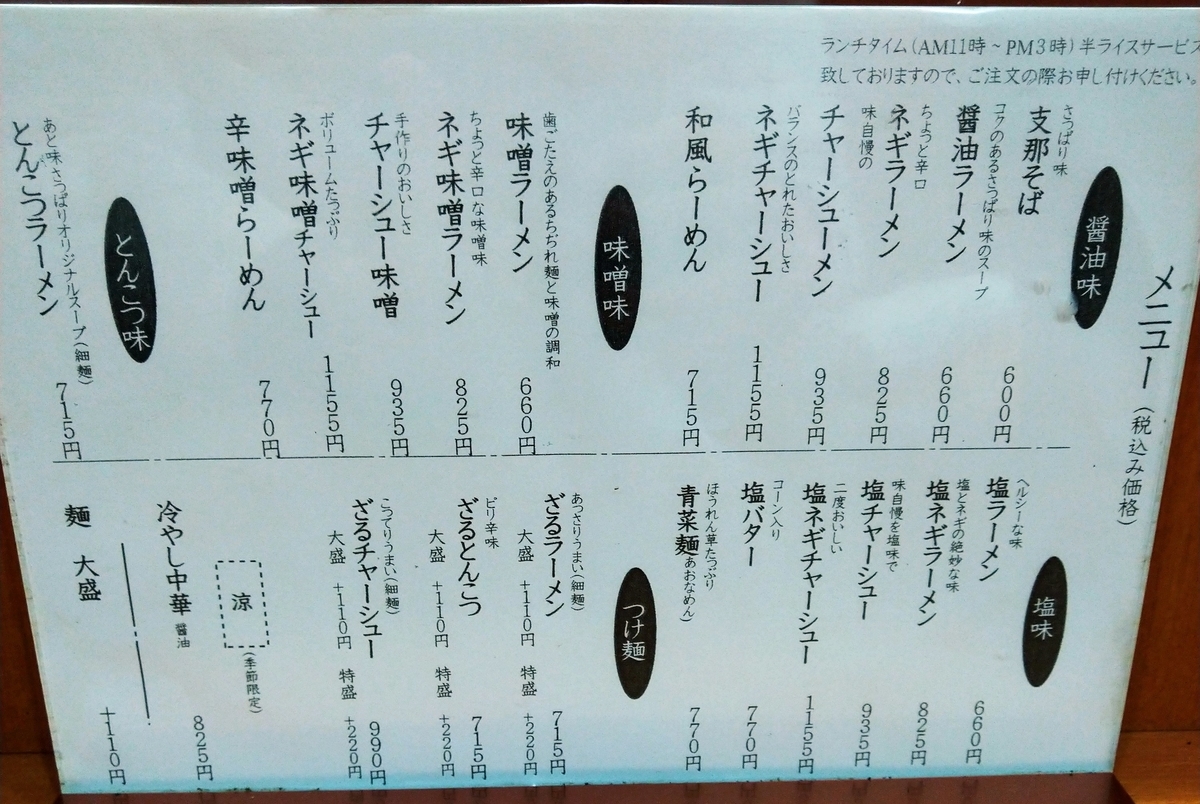 ランチタイム(AM11時～PM3時)半ライスサービス
致しておりますので、ご注文の際お申し付けください。
メニュー(税込み価格)
醤油味
さっぱり味
支那そば 600円
コクのあるさっぱり味のスープ
醤油ラーメン 660円
ちょっと辛口
ネギラーメン 825円
味自慢の
チャーシューメン 935円
バランスのとれたおいしさ
ネギチャーシュー 1155円
和風らーめん 715円
味噌味
歯ごたえのあるちぢれ麺と味噌の調和
味噌ラーメン 660円
ちょっと辛口な味噌味
ネギ味噌ラーメン 825円
手作りのおいしさ
チャーシュー味噌 935円
ボリュームたっぷり
ネギ味噌チャーシュー 1155円
辛味噌らーめん 770円
とんこつ味
あと味さっぱりオリジナルスープ(細麺)
とんこつラーメン 715円
塩味
ヘルシーな味
塩ラーメン 660円
塩とネギの絶妙な味
塩ネギラーメン 825円
味自慢を塩味で
塩チャーシュー 935円
二度おいしい
塩ネギチャーシュー 1155円
コーン入り
塩バター 770円
ほうれん草たっぷり
青菜麺(あおなめん) 770円
つけ麺
あっさりうまい(細麺)
ざるラーメン 715円
大盛 +110円 特盛 +220円
ピリ辛味
ざるとんこつ 715円
大盛 +110円 特盛 +220円
こってりうまい(細麺)
ざるチャーシュー 990円
大盛 +110円 特盛 +220円
涼 (季節限定)
冷やし中華 醤油 825円
麺 大盛 +110円